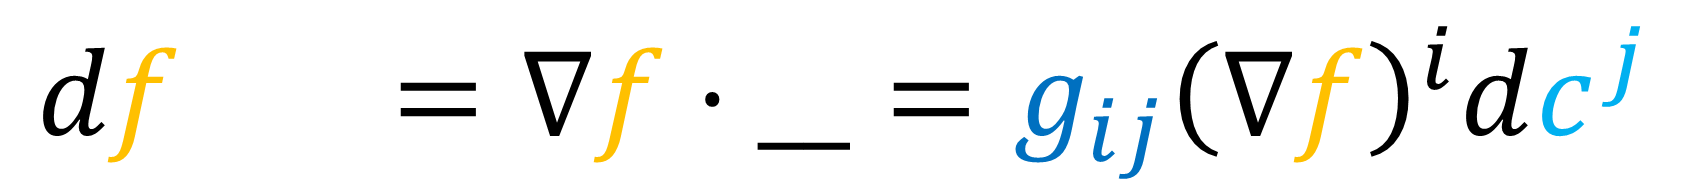 df = ∇f · _ = g_{ij}(∇f)^i dc^j